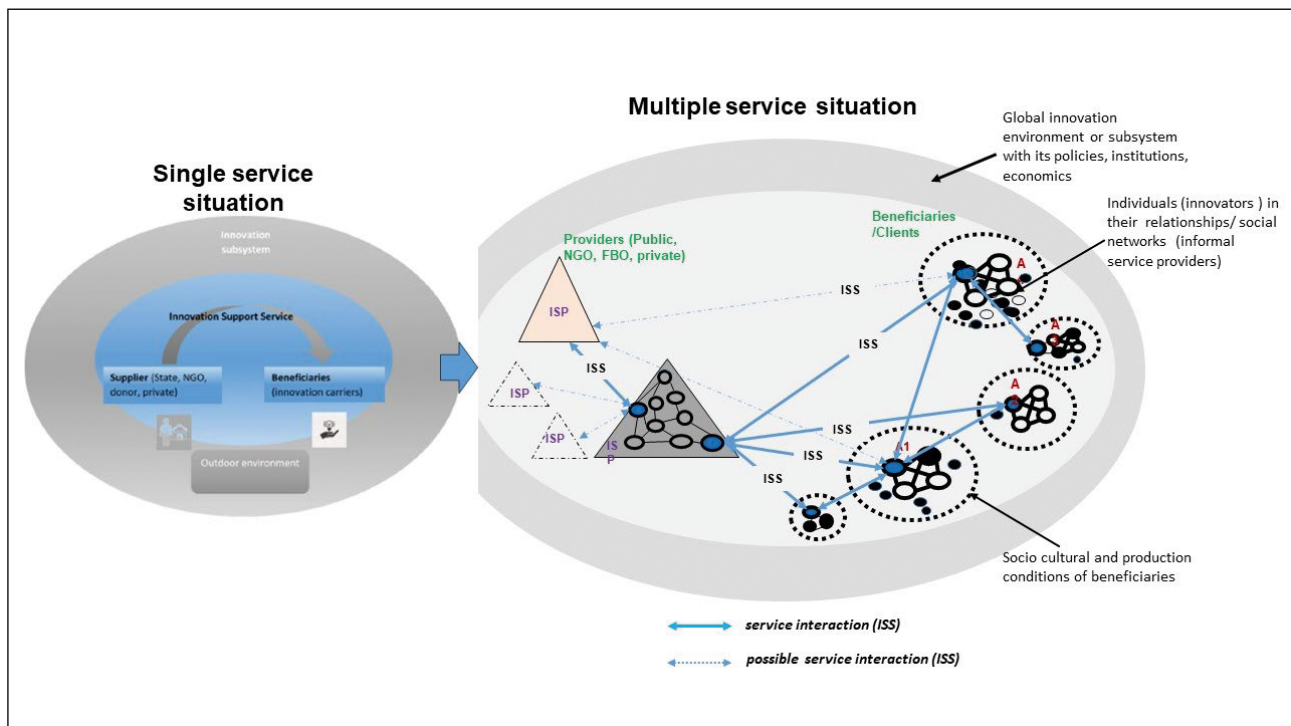 Single service
situation
Innovation
subsystem
Innovation Support Service
Supplier (State, NGO,
donor, private)
Beneficiaries
(innovation carriers)
Outdoor environment
Multiple service situation
Providers (Public,
NGO, FBO, private)
Beneficiaries
/Clients
ISP
ISP
ISP
IS
P
ISS
ISS
ISS
ISS
ISS
ISS
A
A
A
A1
Global innovation
environment or subsystem
with its policies, institutions,
economics
Individuals (innovators ) in
their relationships/ social
networks (informal
service providers)
Socio cultural and production
conditions of beneficiaries
service interaction (ISS)
possible service interaction (ISS)